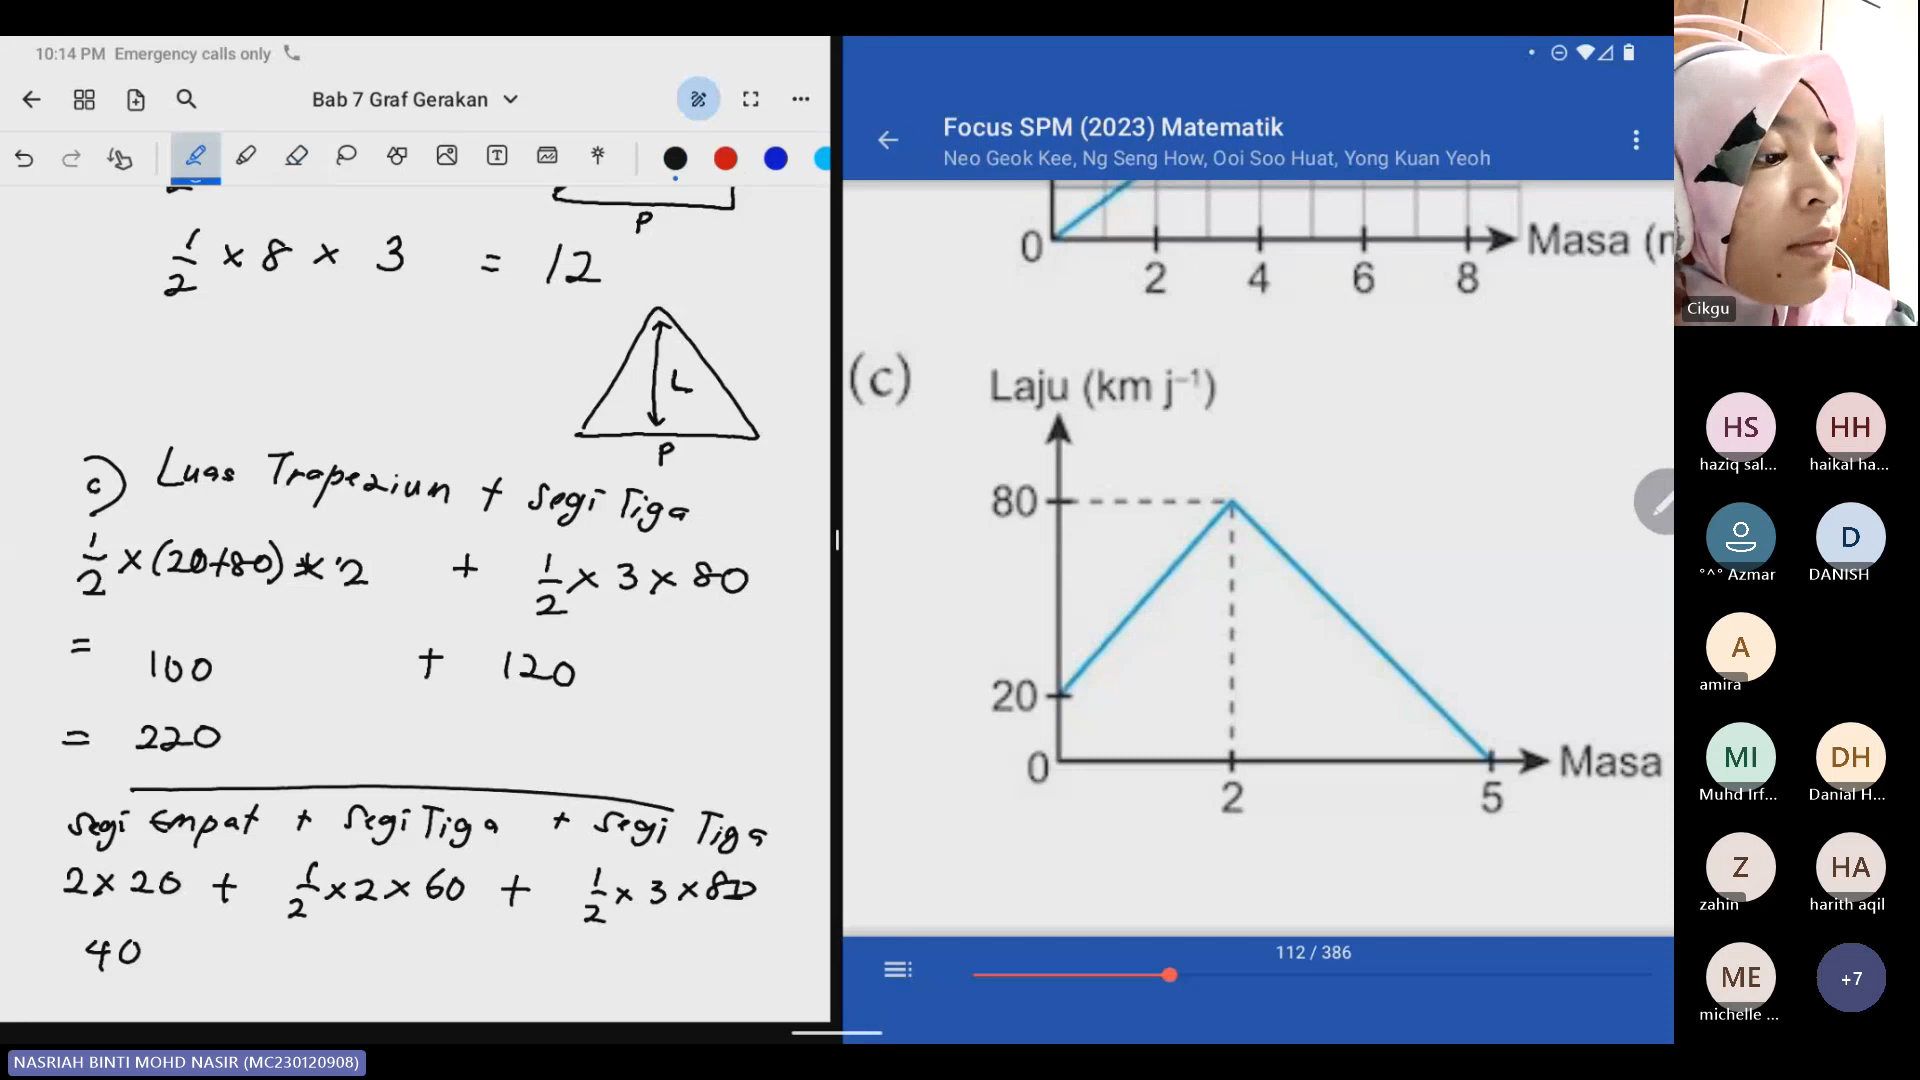 10:14 PM Emergency calls only
Bab 7 Graf Gerakan
P
1/2 × 8 × 3 = 12
L
P
c) Luas Trapezium + Segi Tiga
1/2 × (20+80) × 2 + 1/2 × 3 × 80
= 100 + 120
= 220
Segi Empat + Segi Tiga + Segi Tiga
2 × 20 + 1/2 × 2 × 60 + 1/2 × 3 × 80
40
NASRIAH BINTI MOHD NASIR (MC230120908)
Focus SPM (2023) Matematik
Neo Geok Kee, Ng Seng How, Ooi Soo Huat, Yong Kuan Yeoh
0
2 4 6 8
Masa (
(c)
Laju (km j⁻¹)
80
20
0
2 5
Masa
112 / 386
Cikgu
HS HH
haziq sal... haikal ha...
D
°^° Azmar DANISH
A
amira
MI DH
Muhd Irf... Danial H...
Z HA
zahin harith aqil
ME +7
michelle ...